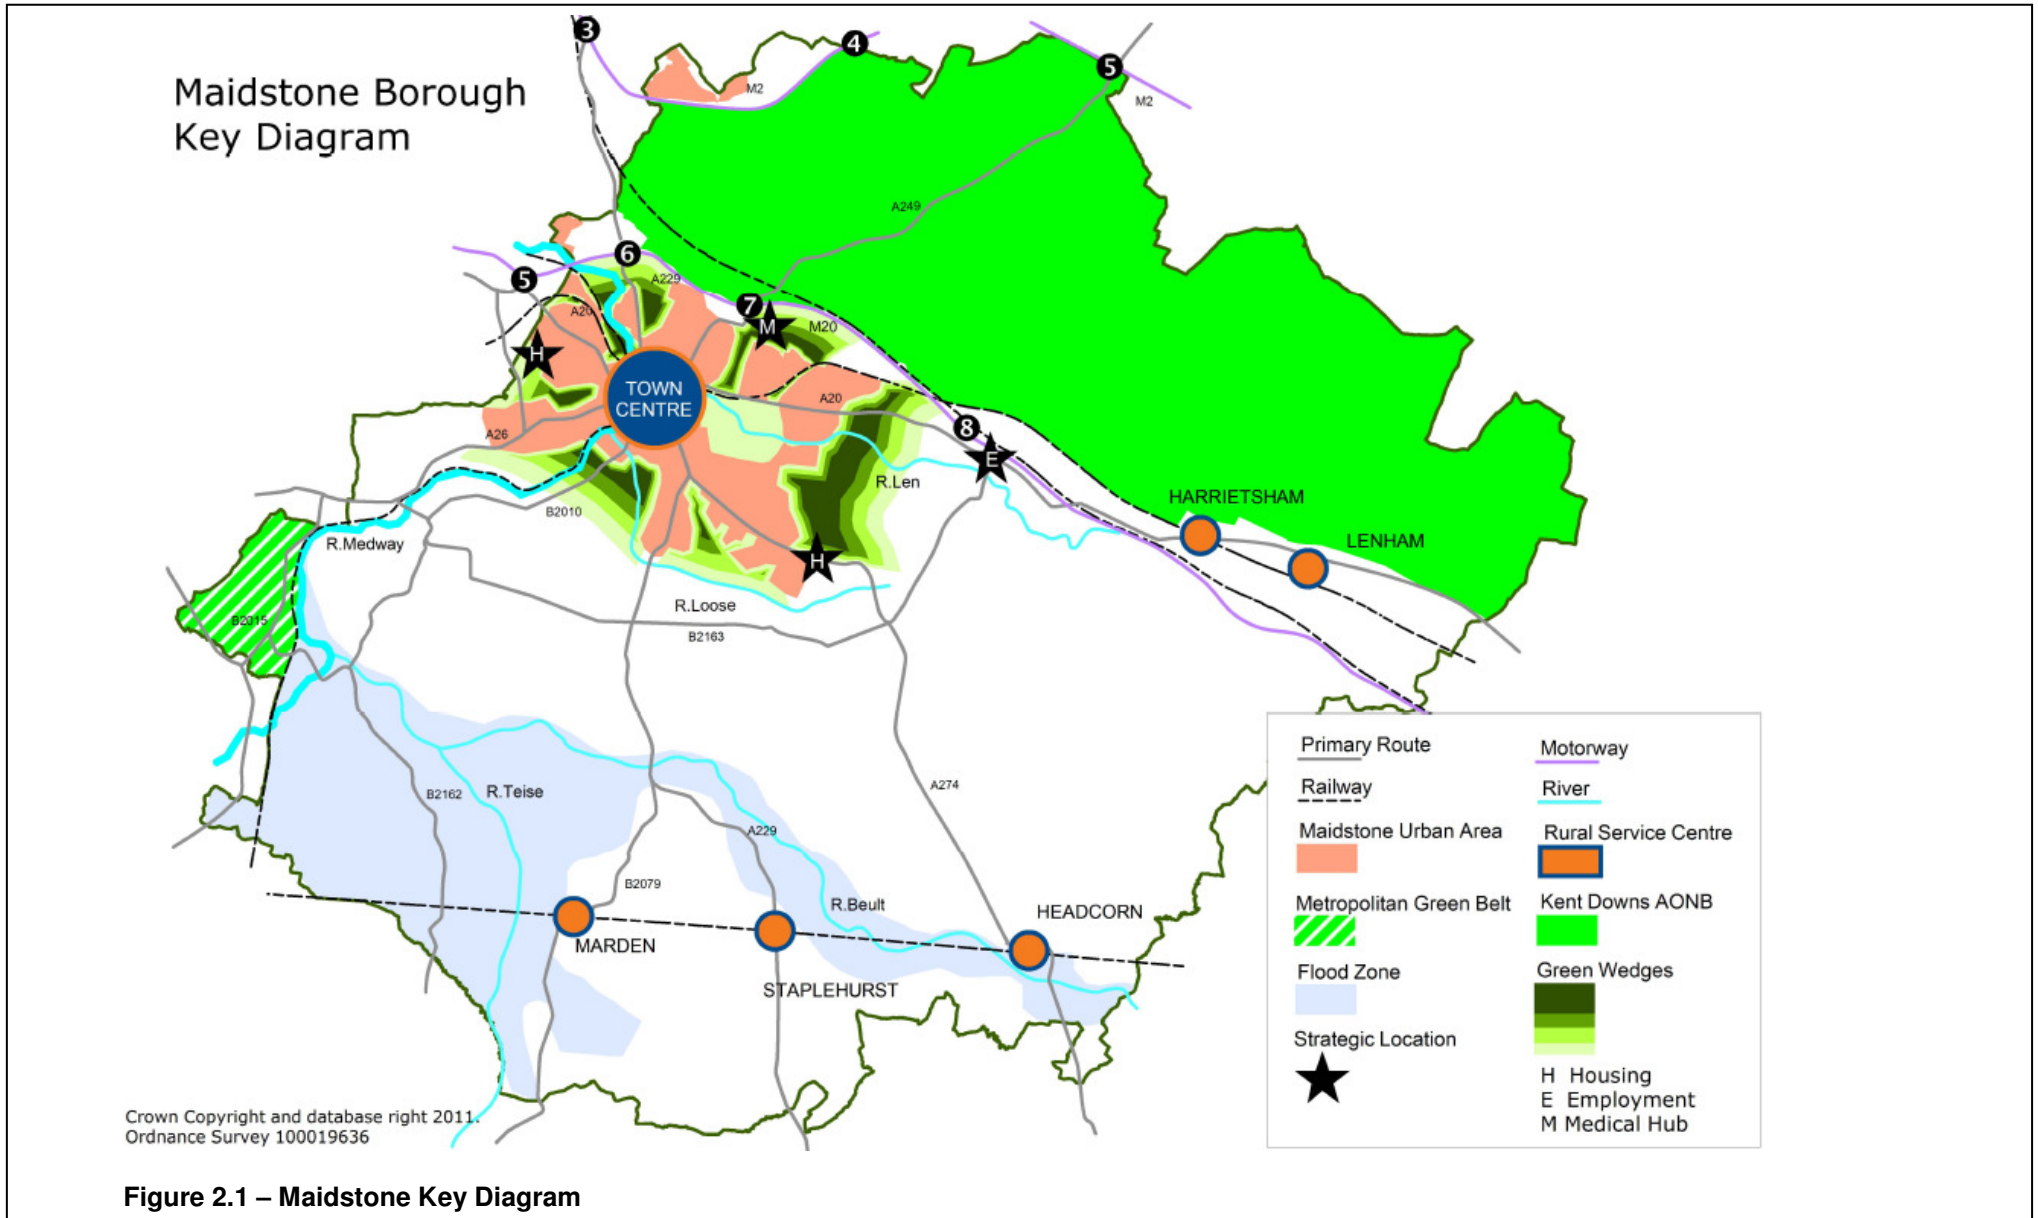 Maidstone Borough
Key Diagram
3
4
5
M2
M2
A249
6
5
A229
A20
7
M
M20
H
TOWN
CENTRE
A20
A26
8
E
R.Len
B2010
HARRIETSHAM
LENHAM
R.Medway
H
R.Loose
B2015
B2163
B2162
R.Teise
A274
A229
B2079
R.Beult
HEADCORN
MARDEN
STAPLEHURST
Primary Route
Motorway
Railway
River
Maidstone Urban Area
Rural Service Centre
Metropolitan Green Belt
Kent Downs AONB
Flood Zone
Green Wedges
Strategic Location
H Housing
E Employment
M Medical Hub
Crown Copyright and database right 2011.
Ordnance Survey 100019636
Figure 2.1 – Maidstone Key Diagram